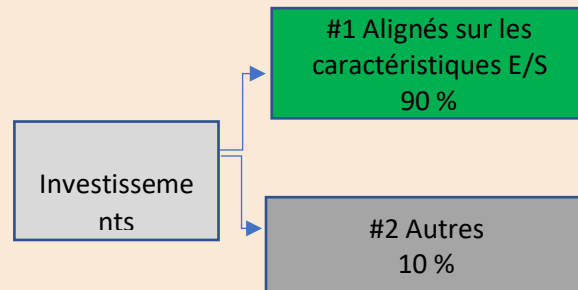 #1 Alignés sur les
caractéristiques E/S
90 %
Investisseme
nts
#2 Autres
10 %